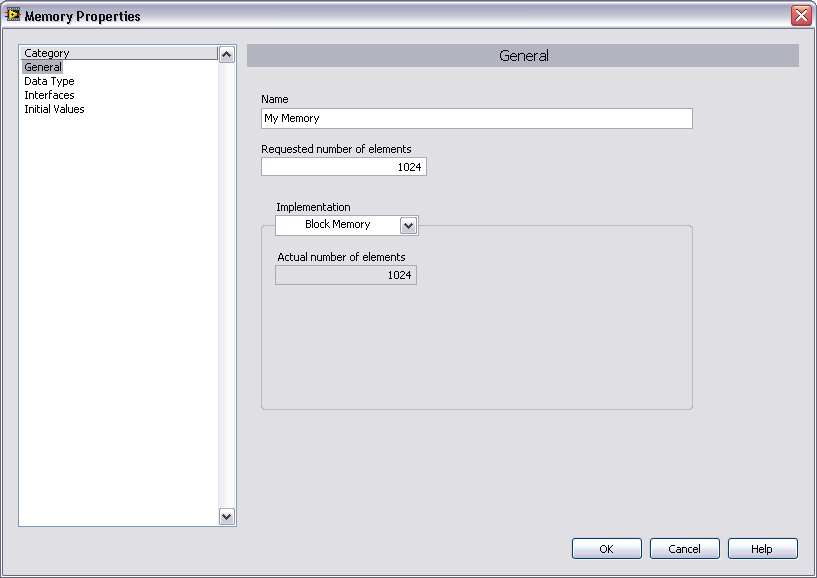 Memory Properties
Category
General
Data Type
Interfaces
Initial Values
General
Name
My Memory
Requested number of elements
1024
Implementation
Block Memory
Actual number of elements
1024
OK
Cancel
Help